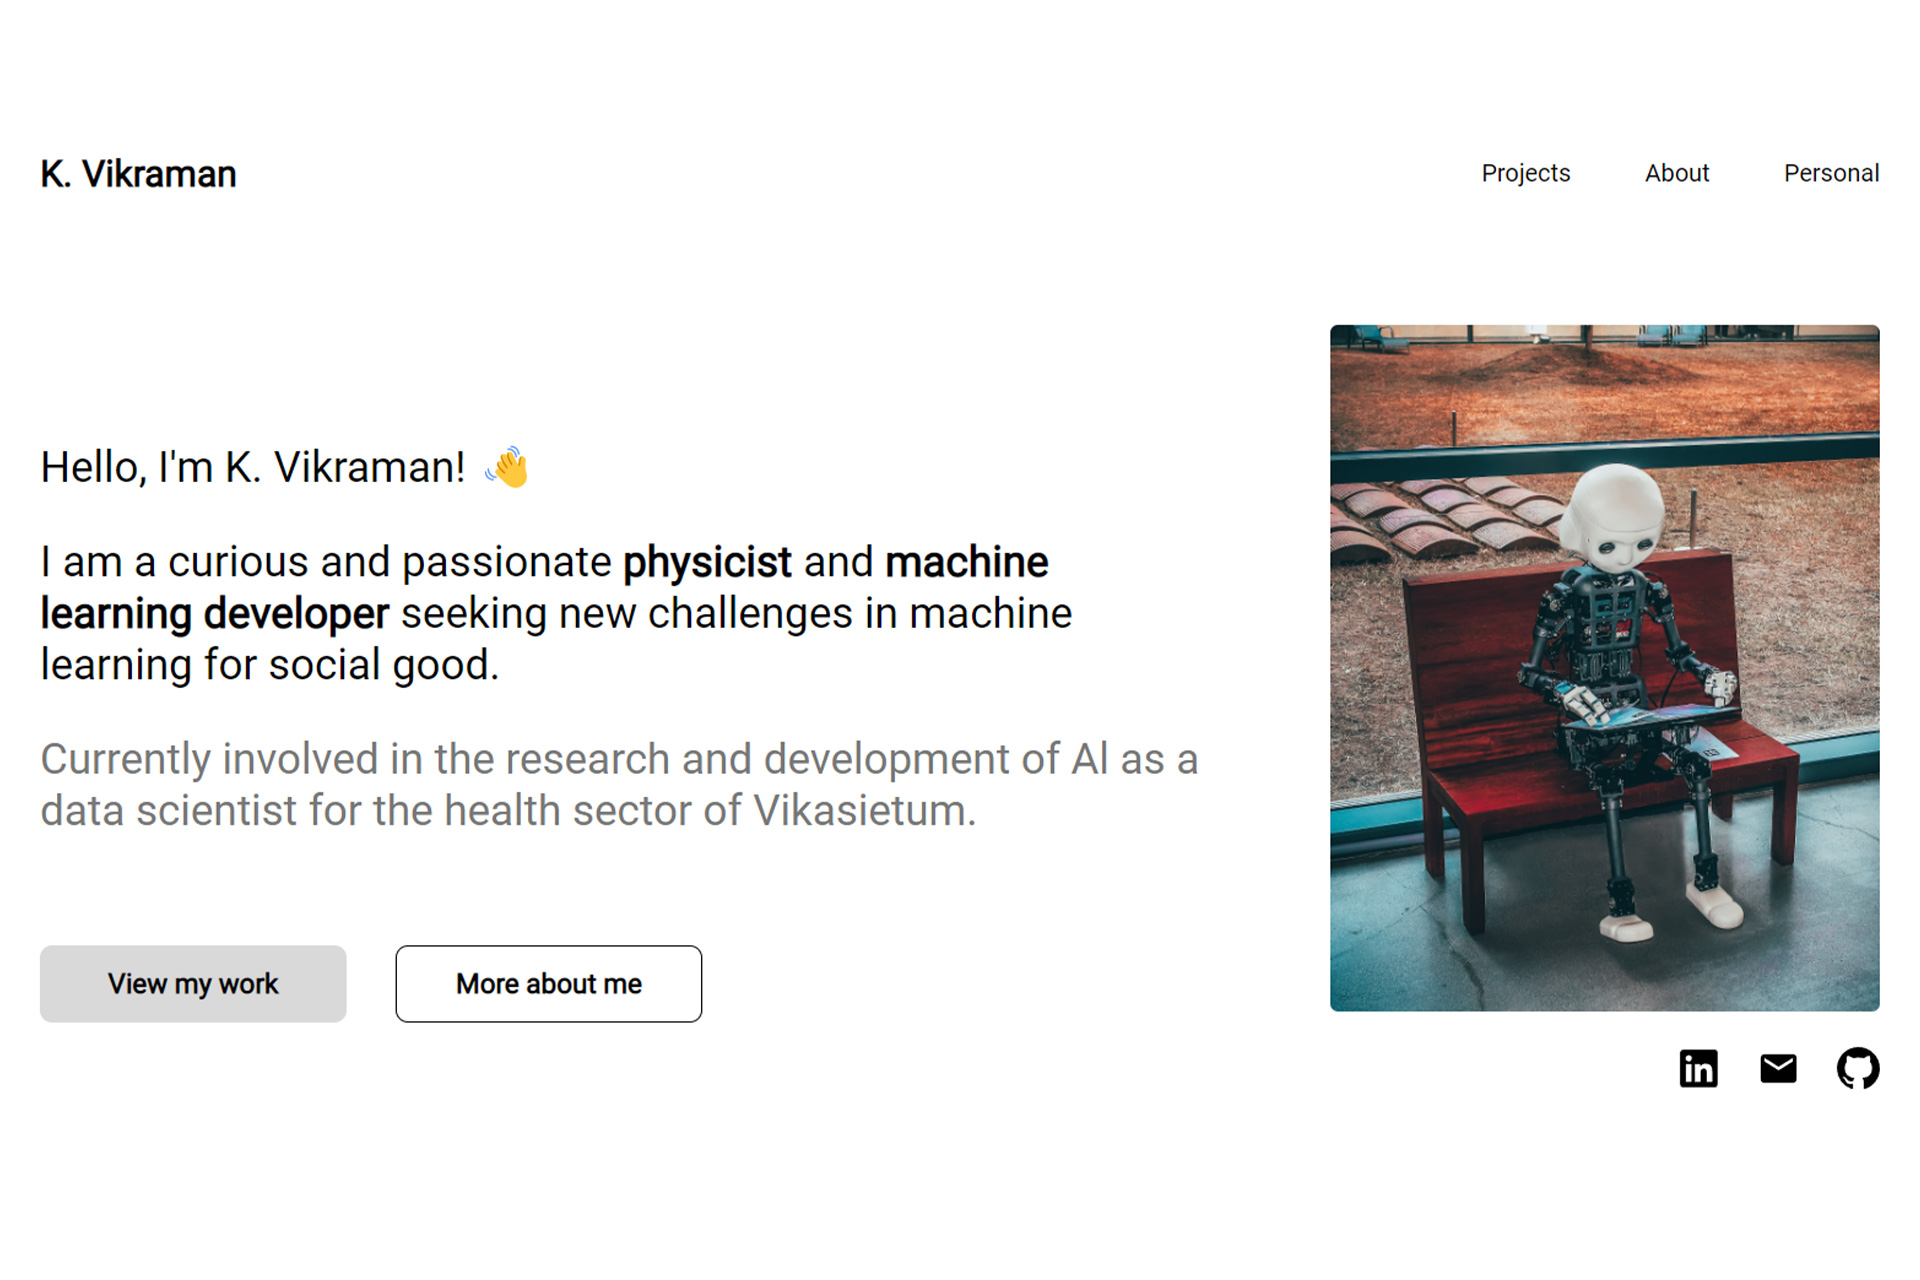 K. Vikraman
Projects
About
Personal
Hello, I'm K. Vikraman! 👋
I am a curious and passionate physicist and machine
learning developer seeking new challenges in machine
learning for social good.
Currently involved in the research and development of AI as a
data scientist for the health sector of Vikasietum.
View my work
More about me
in